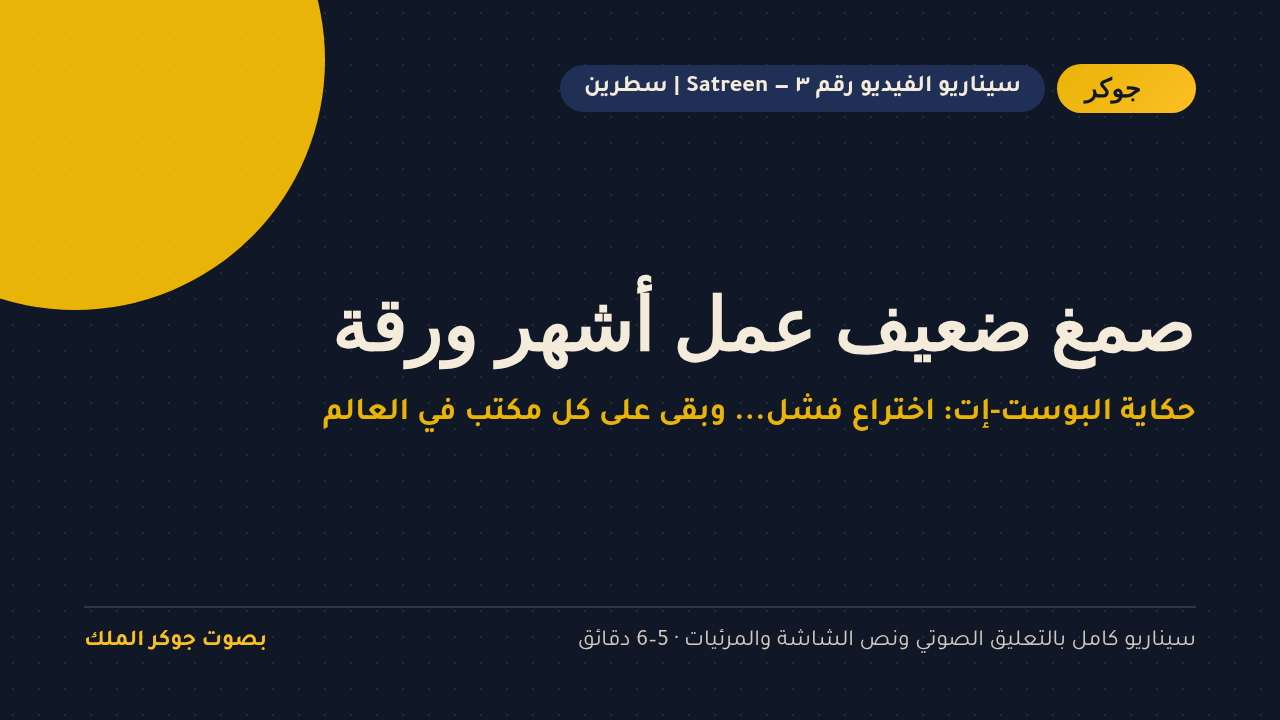 جوكر
سيناريو الفيديو رقم ٣ — Satreen | سطرين
صمغ ضعيف عمل أشهر ورقة
حكاية البوست-إت: اختراع فشل... وبقى على كل مكتب في العالم
سيناريو كامل بالتعليق الصوتي ونص الشاشة والمرئيات · 5–6 دقائق
بصوت جوكر الملك